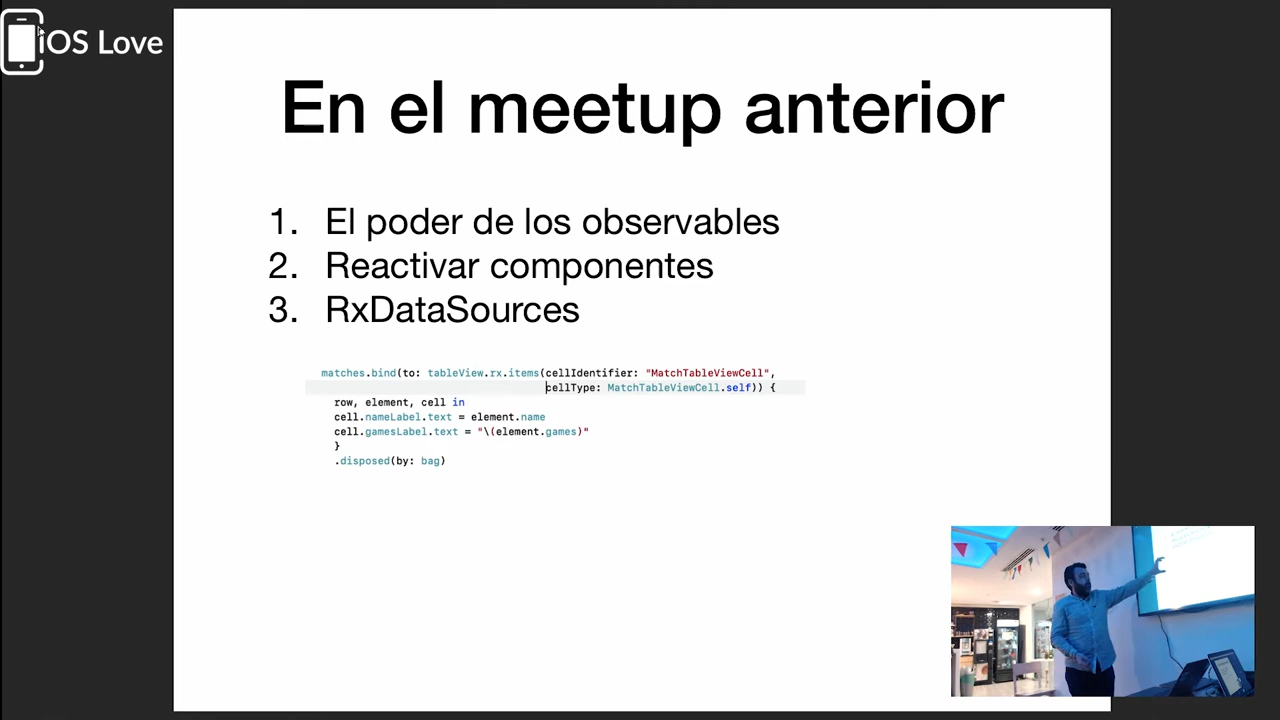 iOS Love
En el meetup anterior
1. El poder de los observables
2. Reactivar componentes
3. RxDataSources
matches.bind(to: tableView.rx.items(cellIdentifier: "MatchTableViewCell",
cellType: MatchTableViewCell.self)) {
row, element, cell in
cell.nameLabel.text = element.name
cell.gamesLabel.text = "\(element.games)"
}
.disposed(by: bag)